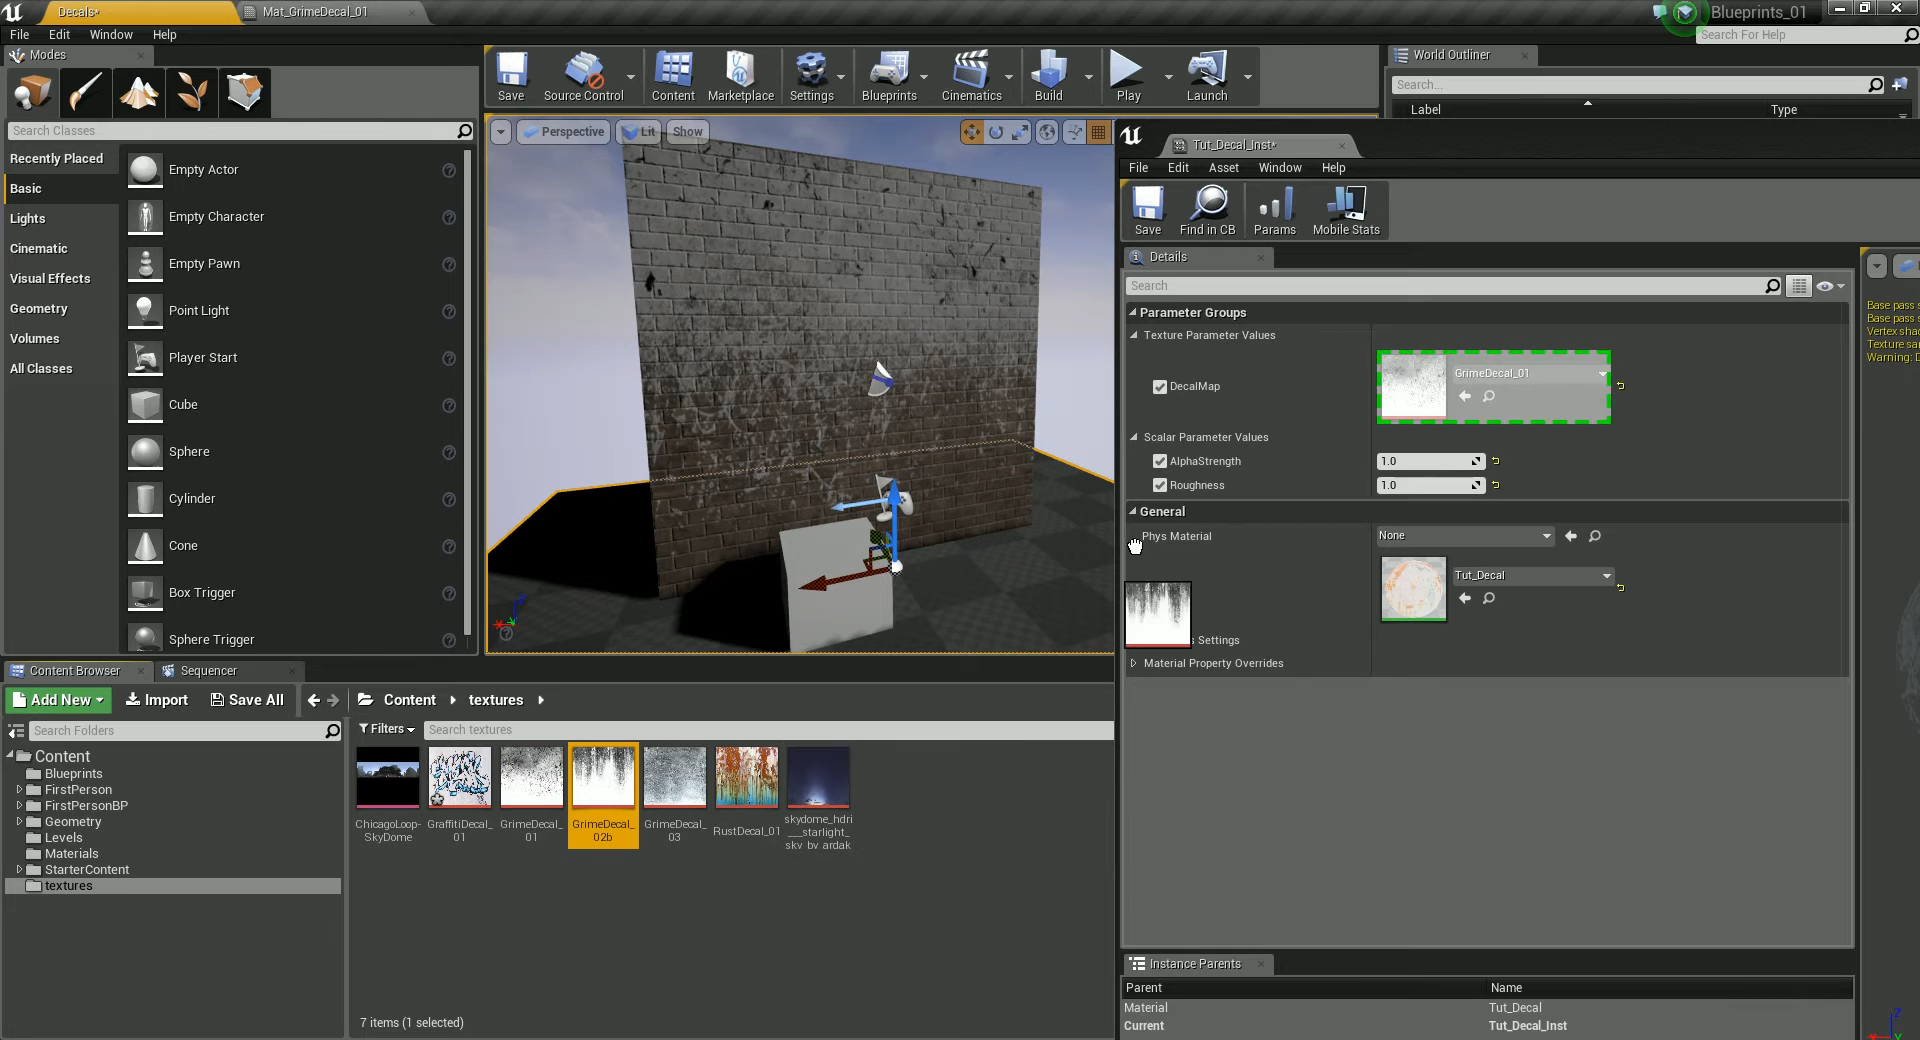 Decals*
Mat_GrimeDecal_01
Blueprints_01
File Edit Window Help
Search For Help
Modes
World Outliner
Save Source Control Content Marketplace Settings Blueprints Cinematics Build Play Launch
Search...
Label Type
Search Classes
Perspective Lit Show
Recently Placed
Basic
Lights
Cinematic
Visual Effects
Geometry
Volumes
All Classes
Empty Actor
Empty Character
Empty Pawn
Point Light
Player Start
Cube
Sphere
Cylinder
Cone
Box Trigger
Sphere Trigger
Tut_Decal_Inst*
File Edit Asset Window Help
Save Find in CB Params Mobile Stats
Details
Search
Parameter Groups
Texture Parameter Values
DecalMap
GrimeDecal_01
Scalar Parameter Values
AlphaStrength 1.0
Roughness 1.0
General
Phys Material None
Tut_Decal
s Settings
Material Property Overrides
Base pass s
Base pass s
Vertex shad
Texture sa
Warning: D
Content Browser Sequencer
Add New Import Save All Content textures
Search Folders
Filters Search textures
Content
Blueprints
FirstPerson
FirstPersonBP
Geometry
Levels
Materials
StarterContent
textures
ChicagoLoop-
SkyDome
GraffitiDecal_
01
GrimeDecal_
01
GrimeDecal_
02b
GrimeDecal_
03
RustDecal_01
skydome_hdri
___starlight_
sky_by_ardak
7 items (1 selected)
Instance Parents
Parent Name
Material Tut_Decal
Current Tut_Decal_Inst